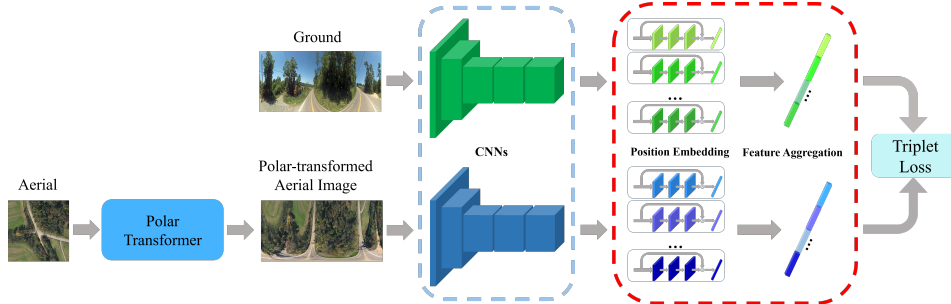 Ground
Polar-transformed
Aerial Image
Aerial
Polar
Transformer
CNNs
...
Position Embedding
Feature Aggregation
...
Triplet
Loss